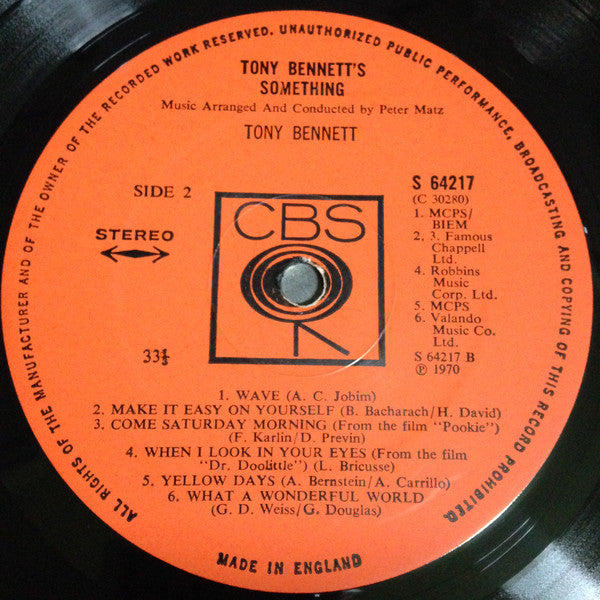 ALL RIGHTS OF THE MANUFACTURER AND OF THE OWNER OF THE RECORDED WORK RESERVED. UNAUTHORIZED PUBLIC PERFORMANCE, BROADCASTING AND COPYING OF THIS RECORD PROHIBITED.
TONY BENNETT'S
SOMETHING
Music Arranged And Conducted by Peter Matz
TONY BENNETT
SIDE 2
STEREO
33⅓
CBS
S 64217
(C 30280)
1. MCPS/
BIEM
2, 3. Famous
Chappell
Ltd.
4. Robbins
Music
Corp. Ltd.
5. MCPS
6. Valando
Music Co.
Ltd.
S 64217 B
℗ 1970
1. WAVE (A. C. Jobim)
2. MAKE IT EASY ON YOURSELF (B. Bacharach/H. David)
3. COME SATURDAY MORNING (From the film "Pookie")
(F. Karlin/D. Previn)
4. WHEN I LOOK IN YOUR EYES (From the film
"Dr. Doolittle") (L. Bricusse)
5. YELLOW DAYS (A. Bernstein/A. Carrillo)
6. WHAT A WONDERFUL WORLD
(G. D. Weiss/G. Douglas)
MADE IN ENGLAND